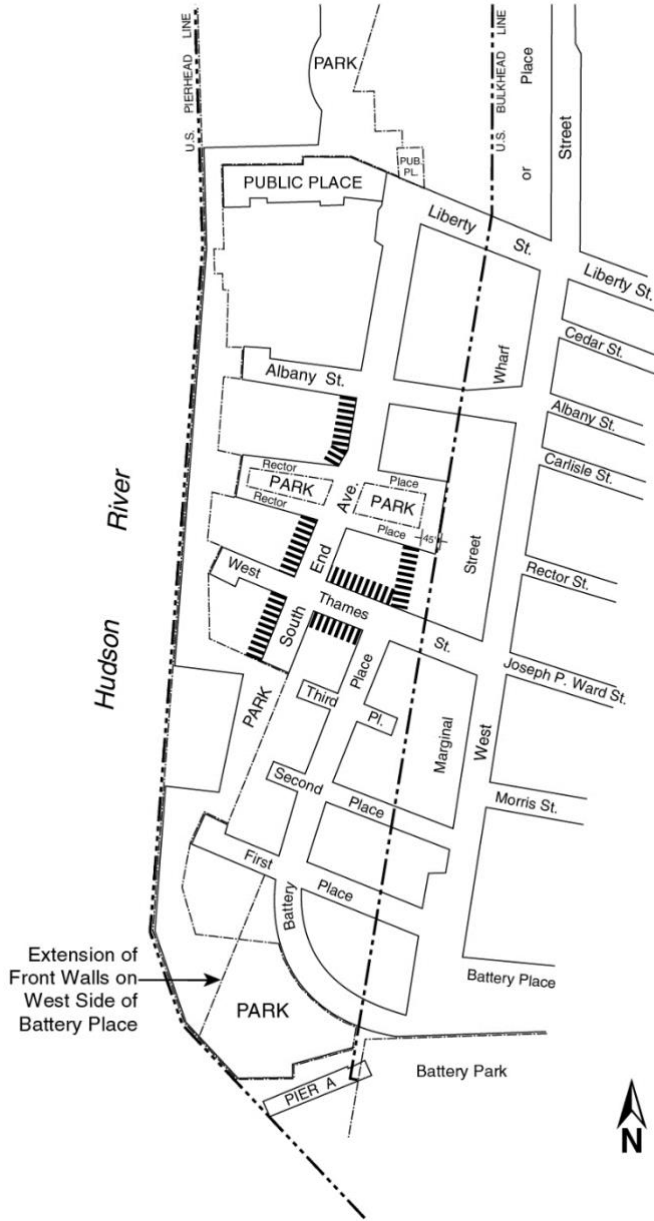 U.S. PIERHEAD LINE
PARK
U.S. BULKHEAD LINE
or Place
Street
PUBLIC PLACE
PUB.
PL.
Liberty St.
Liberty St.
Cedar St.
Wharf
Albany St.
Albany St.
Carlisle St.
Rector Place
PARK
PARK
Rector Place
45'
Hudson River
South End Ave.
Street
Rector St.
West Thames St.
Joseph P. Ward St.
PARK
Third Pl.
Place
Marginal
West
Second Place
Morris St.
First Place
Battery
Extension of
Front Walls on
West Side of
Battery Place
Battery Place
PARK
Battery Park
PIER A
N